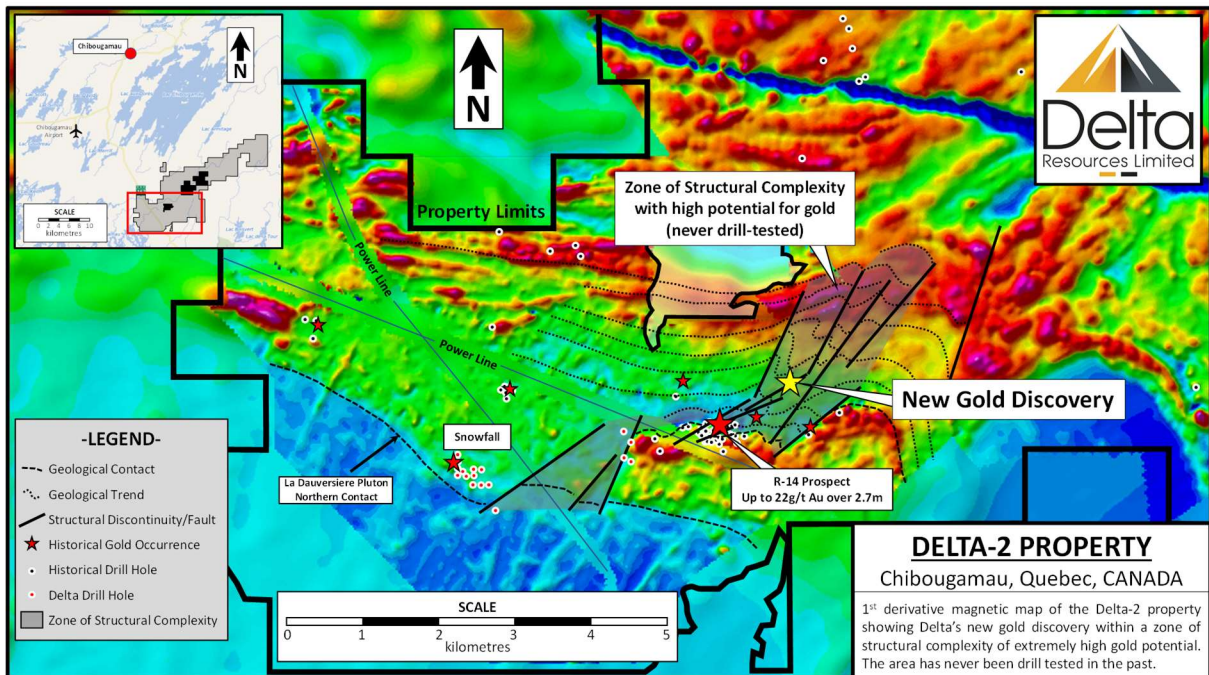 Chibougamau
N
Chibougamau
Airport
SCALE
0 2 4 6 8 10
kilometres
N
Property Limits
Delta
Resources Limited
Zone of Structural Complexity
with high potential for gold
(never drill-tested)
Power Line
Power Line
New Gold Discovery
Snowfall
La Dauversiere Pluton
Northern Contact
R-14 Prospect
Up to 22g/t Au over 2.7m
-LEGEND-
Geological Contact
Geological Trend
Structural Discontinuity/Fault
Historical Gold Occurrence
Historical Drill Hole
Delta Drill Hole
Zone of Structural Complexity
SCALE
0 1 2 3 4 5
kilometres
DELTA-2 PROPERTY
Chibougamau, Quebec, CANADA
1st derivative magnetic map of the Delta-2 property
showing Delta's new gold discovery within a zone of
structural complexity of extremely high gold potential.
The area has never been drill tested in the past.